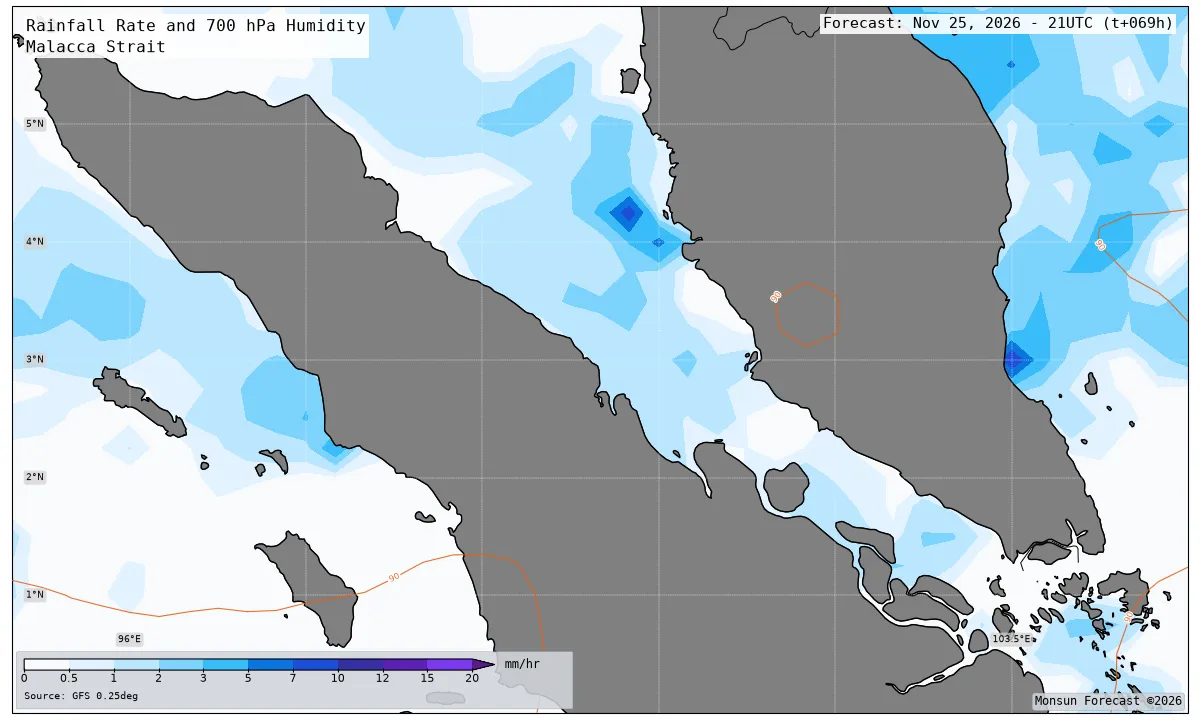 Rainfall Rate and 700 hPa Humidity
Malacca Strait
Forecast: Nov 25, 2026 - 21UTC (t+069h)
5°N
4°N
90
90
3°N
2°N
90
1°N
90
96°E
103.5°E
mm/hr
0 0.5 1 2 3 5 7 10 12 15 20
Source: GFS 0.25deg
Monsun Forecast ©2026